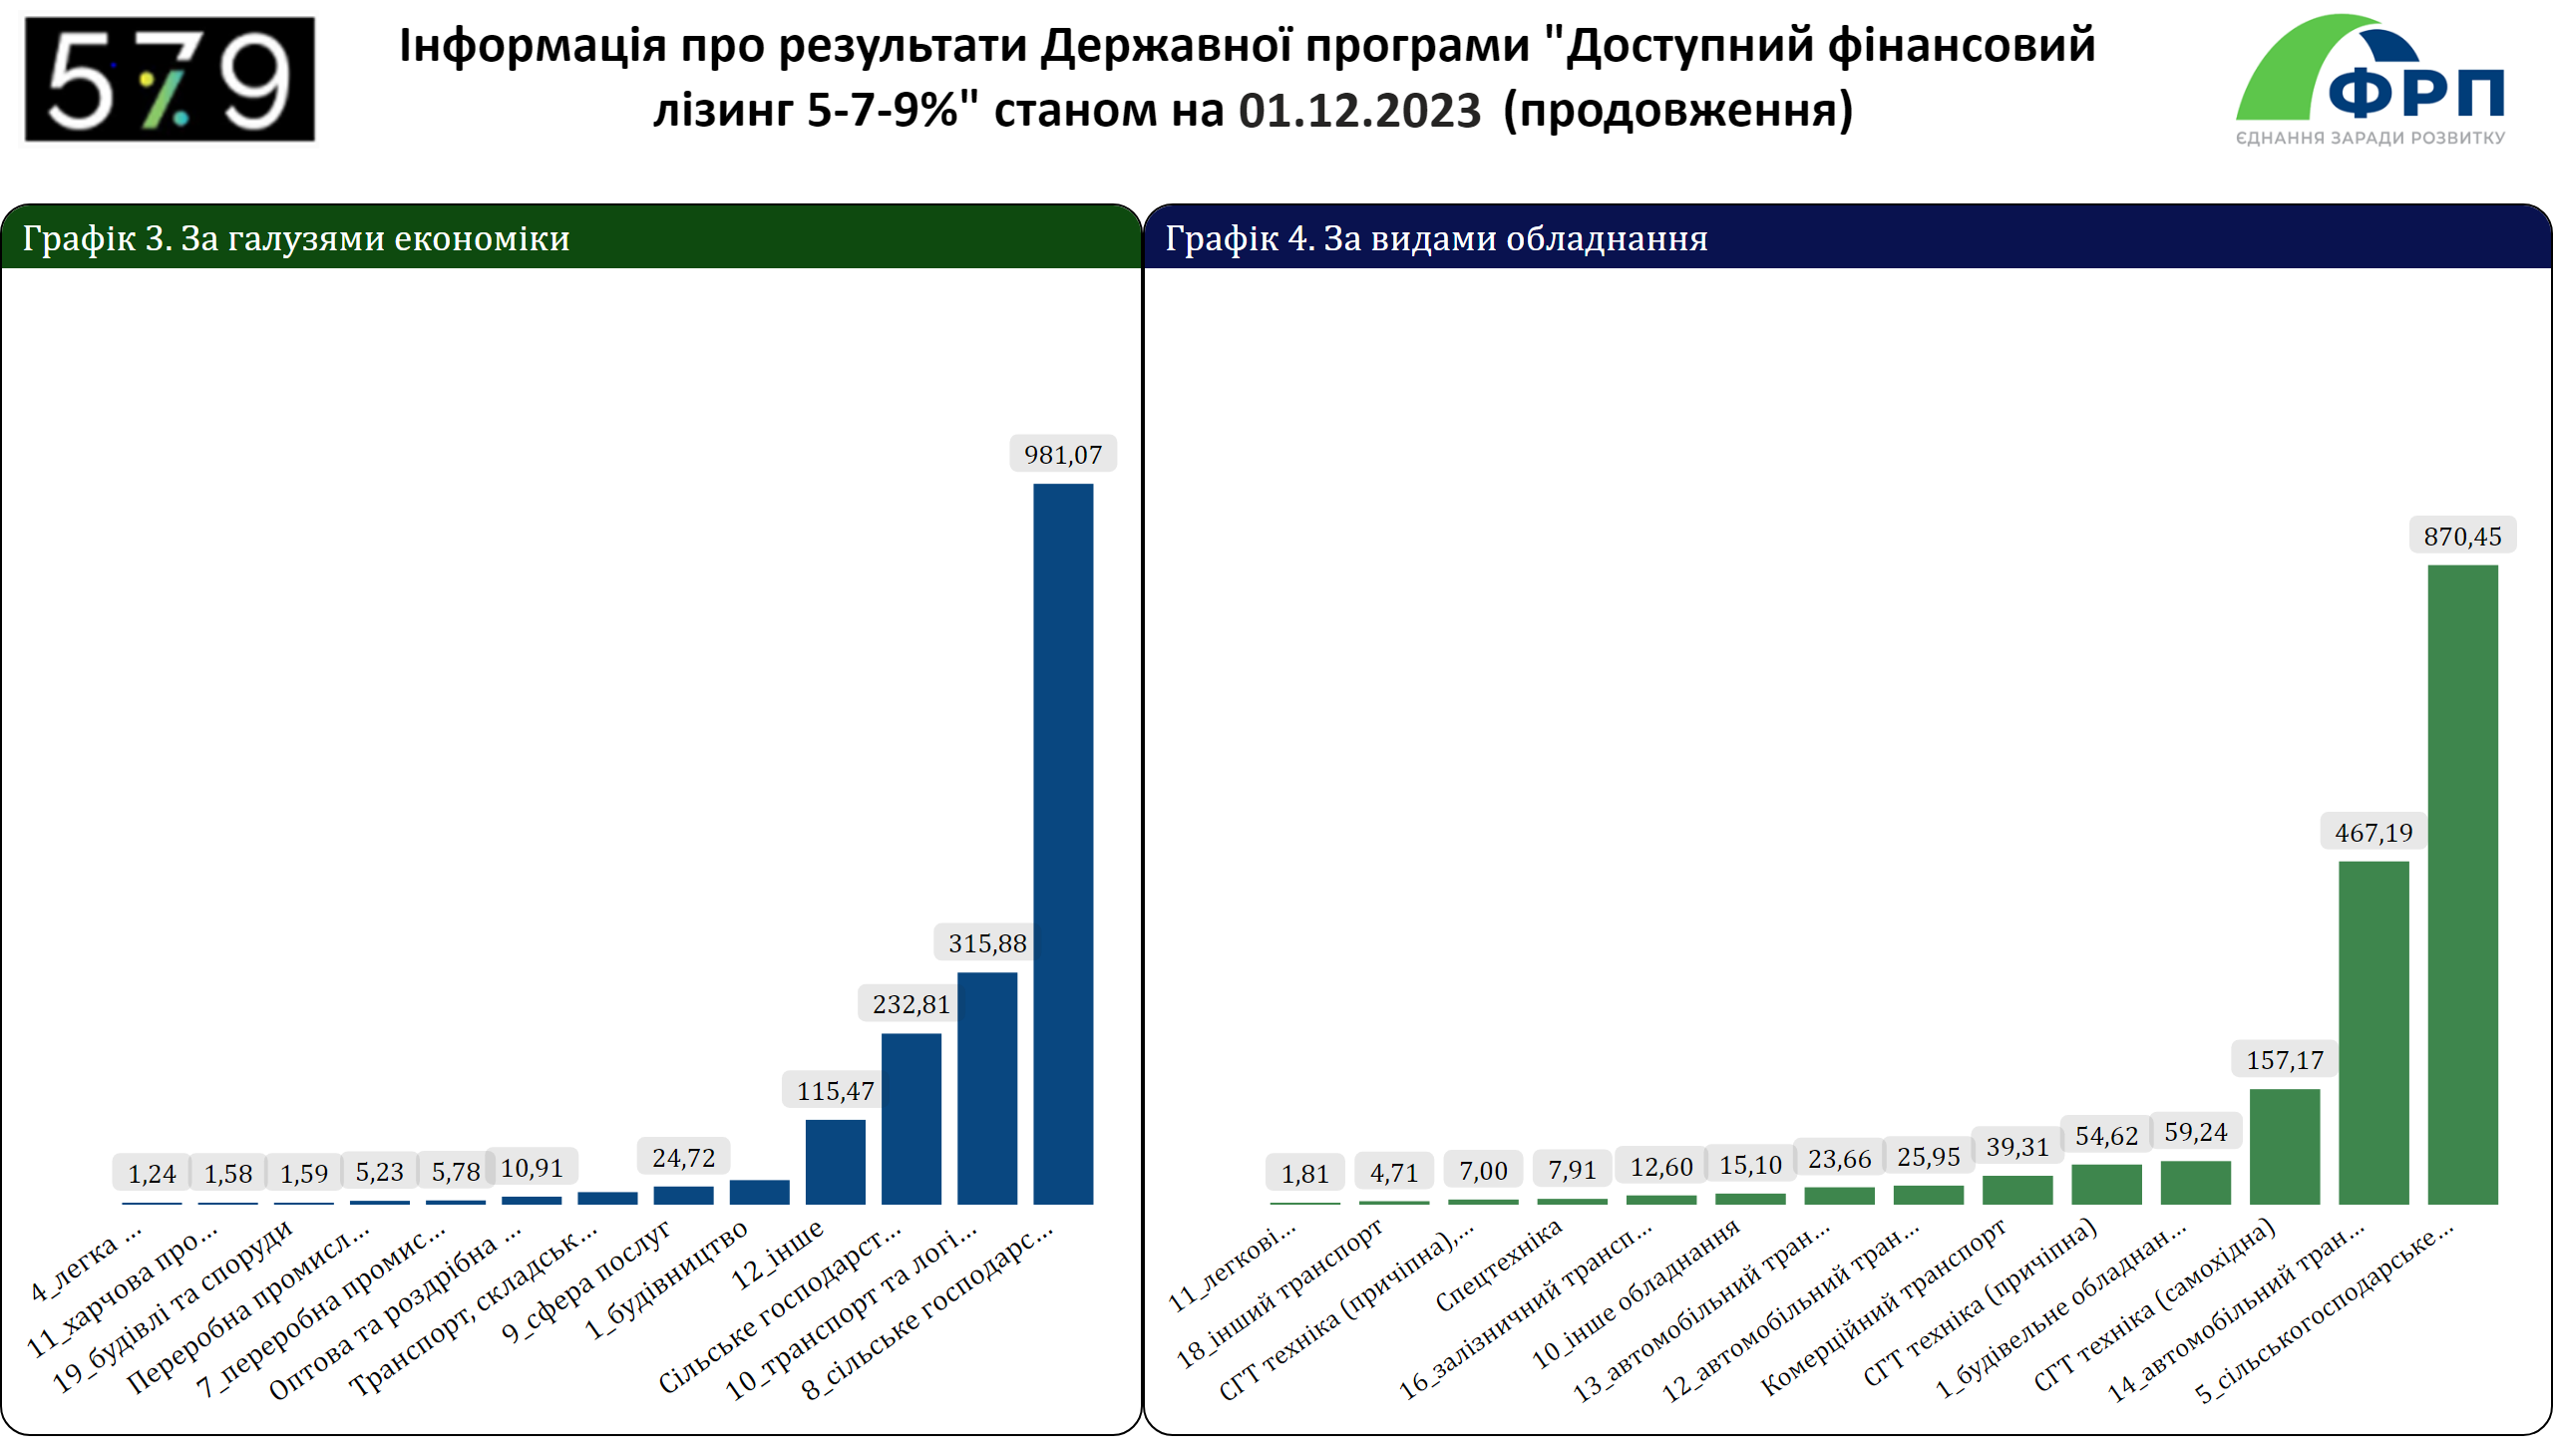 579
Інформація про результати Державної програми "Доступний фінансовий
лізинг 5-7-9%" станом на 01.12.2023 (продовження)
ФРП
ЄДНАННЯ ЗАРАДИ РОЗВИТКУ
Графік 3. За галузями економіки
981,07
315,88
232,81
115,47
24,72
10,91
5,78
5,23
1,59
1,58
1,24
4_легка ...
11_харчова про...
19_будівлі та споруди
Переробна промисл...
7_переробна промис...
Оптова та роздрібна ...
Транспорт, складськ...
9_сфера послуг
1_будівництво
12_інше
Сільське господарст...
10_транспорт та логі...
8_сільське господарс...
Графік 4. За видами обладнання
870,45
467,19
157,17
59,24
54,62
39,31
25,95
23,66
15,10
12,60
7,91
7,00
4,71
1,81
11_легкові...
18_інший транспорт
СГТ техніка (причіпна),...
Спецтехніка
16_залізничний трансп...
10_інше обладнання
13_автомобільний тран...
12_автомобільний тран...
Комерційний транспорт
СГТ техніка (причіпна)
1_будівельне обладнан...
СГТ техніка (самохідна)
14_автомобільний тран...
5_сільськогосподарське...